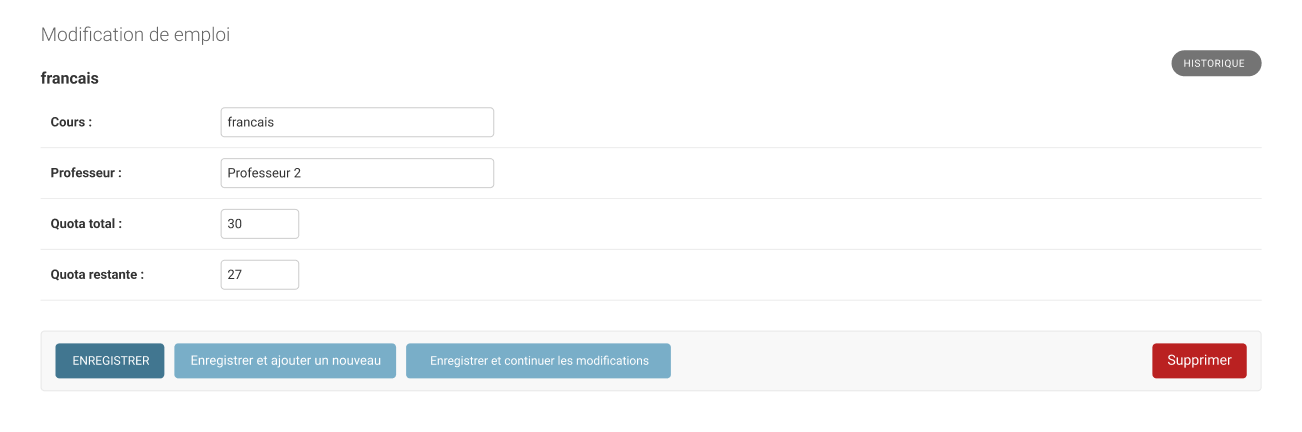 Modification de emploi
HISTORIQUE
francais
Cours : francais
Professeur : Professeur 2
Quota total : 30
Quota restante : 27
ENREGISTRER Enregistrer et ajouter un nouveau Enregistrer et continuer les modifications Supprimer